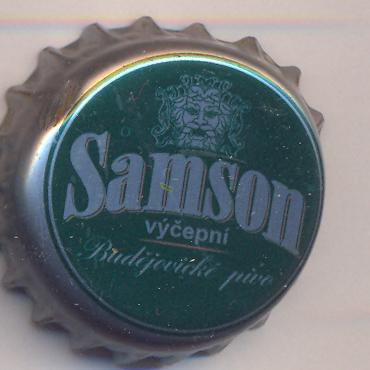 Samson
výčepní
Budějovické pivo